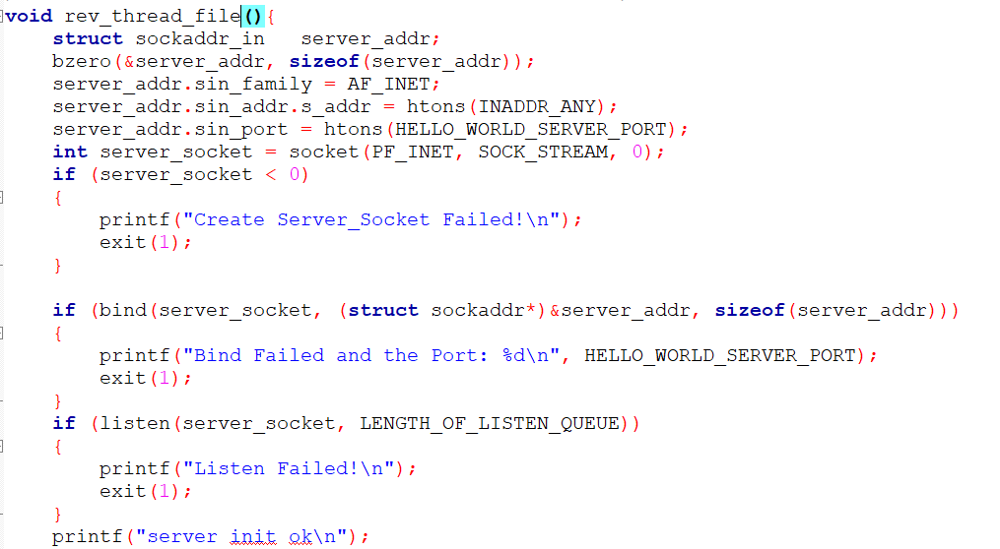 void rev_thread_file(){
    struct sockaddr_in   server_addr;
    bzero(&server_addr, sizeof(server_addr));
    server_addr.sin_family = AF_INET;
    server_addr.sin_addr.s_addr = htons(INADDR_ANY);
    server_addr.sin_port = htons(HELLO_WORLD_SERVER_PORT);
    int server_socket = socket(PF_INET, SOCK_STREAM, 0);
    if (server_socket < 0)
    {
        printf("Create Server_Socket Failed!\n");
        exit(1);
    }
    if (bind(server_socket, (struct sockaddr*)&server_addr, sizeof(server_addr)))
    {
        printf("Bind Failed and the Port: %d\n", HELLO_WORLD_SERVER_PORT);
        exit(1);
    }
    if (listen(server_socket, LENGTH_OF_LISTEN_QUEUE))
    {
        printf("Listen Failed!\n");
        exit(1);
    }
    printf("server init ok\n");